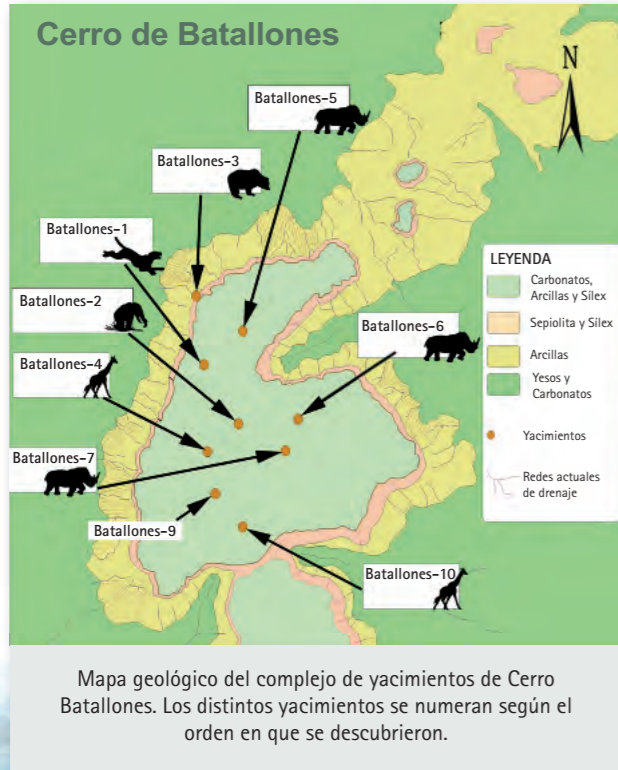 Cerro de Batallones
N
Batallones-5
Batallones-3
Batallones-1
Batallones-2
Batallones-4
Batallones-6
Batallones-7
Batallones-9
Batallones-10
LEYENDA
Carbonatos,
Arcillas y Sílex
Sepiolita y Sílex
Arcillas
Yesos y
Carbonatos
Yacimientos
Redes actuales
de drenaje
Mapa geológico del complejo de yacimientos de Cerro
Batallones. Los distintos yacimientos se numeran según el
orden en que se descubrieron.